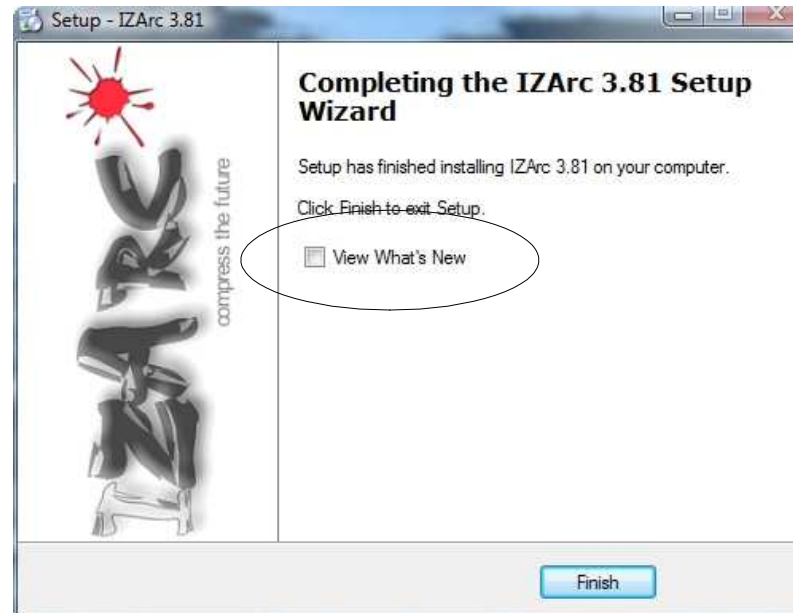 Setup - IZArc 3.81
Completing the IZArc 3.81 Setup
Wizard
Setup has finished installing IZArc 3.81 on your computer.
Click Finish to exit Setup.
View What's New
IZARC
compress the future
Finish